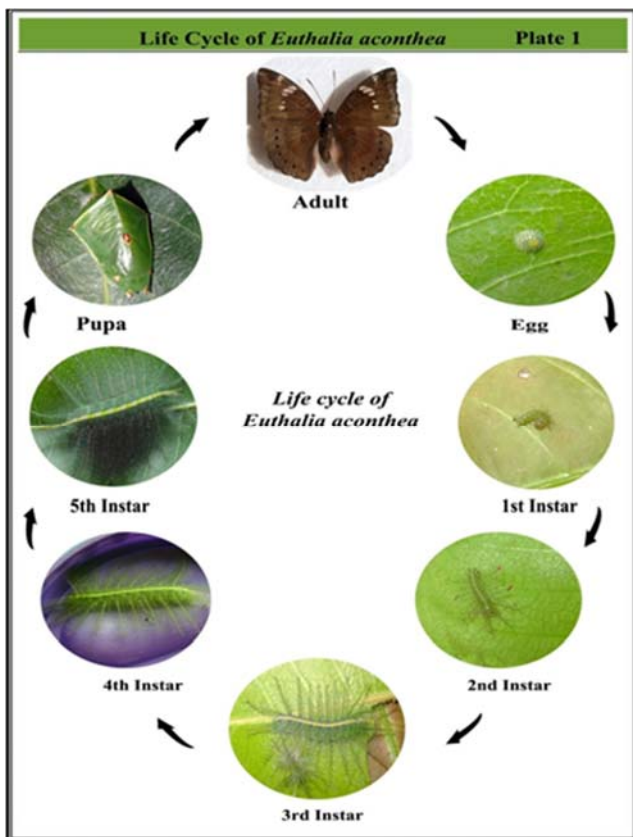 Life Cycle of Euthalia aconthea Plate 1
Adult
Egg
1st Instar
2nd Instar
3rd Instar
4th Instar
5th Instar
Pupa
Life cycle of
Euthalia aconthea